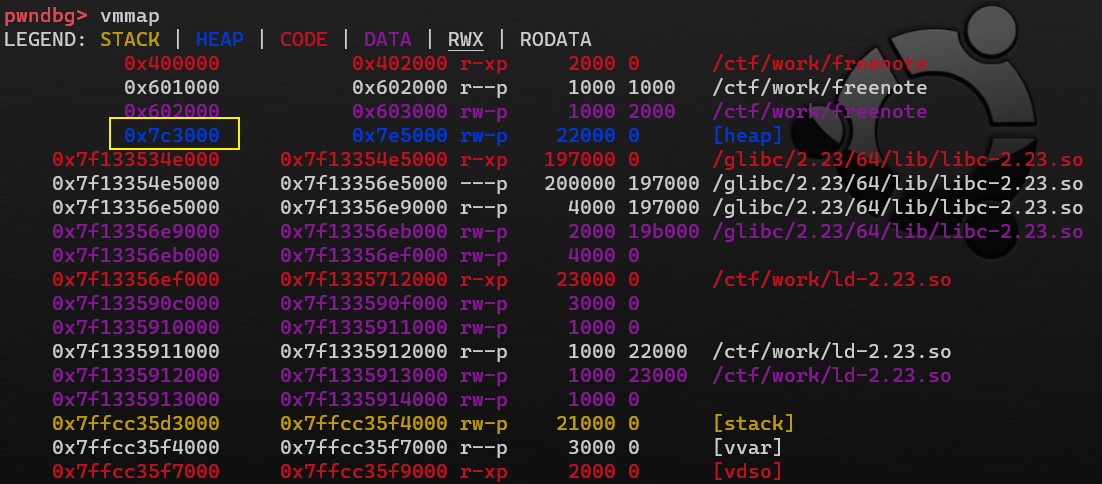 pwndbg> vmmap
LEGEND: STACK | HEAP | CODE | DATA | RWX | RODATA
0x400000 0x402000 r-xp 2000 0 /ctf/work/freenote
0x601000 0x602000 r--p 1000 1000 /ctf/work/freenote
0x602000 0x603000 rw-p 1000 2000 /ctf/work/freenote
0x7c3000 0x7e5000 rw-p 22000 0 [heap]
0x7f133534e000 0x7f13354e5000 r-xp 197000 0 /glibc/2.23/64/lib/libc-2.23.so
0x7f13354e5000 0x7f13356e5000 ---p 200000 197000 /glibc/2.23/64/lib/libc-2.23.so
0x7f13356e5000 0x7f13356e9000 r--p 4000 197000 /glibc/2.23/64/lib/libc-2.23.so
0x7f13356e9000 0x7f13356eb000 rw-p 2000 19b000 /glibc/2.23/64/lib/libc-2.23.so
0x7f13356eb000 0x7f13356ef000 rw-p 4000 0
0x7f13356ef000 0x7f1335712000 r-xp 23000 0 /ctf/work/ld-2.23.so
0x7f133590c000 0x7f133590f000 rw-p 3000 0
0x7f1335910000 0x7f1335911000 rw-p 1000 0
0x7f1335911000 0x7f1335912000 r--p 1000 22000 /ctf/work/ld-2.23.so
0x7f1335912000 0x7f1335913000 rw-p 1000 23000 /ctf/work/ld-2.23.so
0x7f1335913000 0x7f1335914000 rw-p 1000 0
0x7ffcc35d3000 0x7ffcc35f4000 rw-p 21000 0 [stack]
0x7ffcc35f4000 0x7ffcc35f7000 r--p 3000 0 [vvar]
0x7ffcc35f7000 0x7ffcc35f9000 r-xp 2000 0 [vdso]